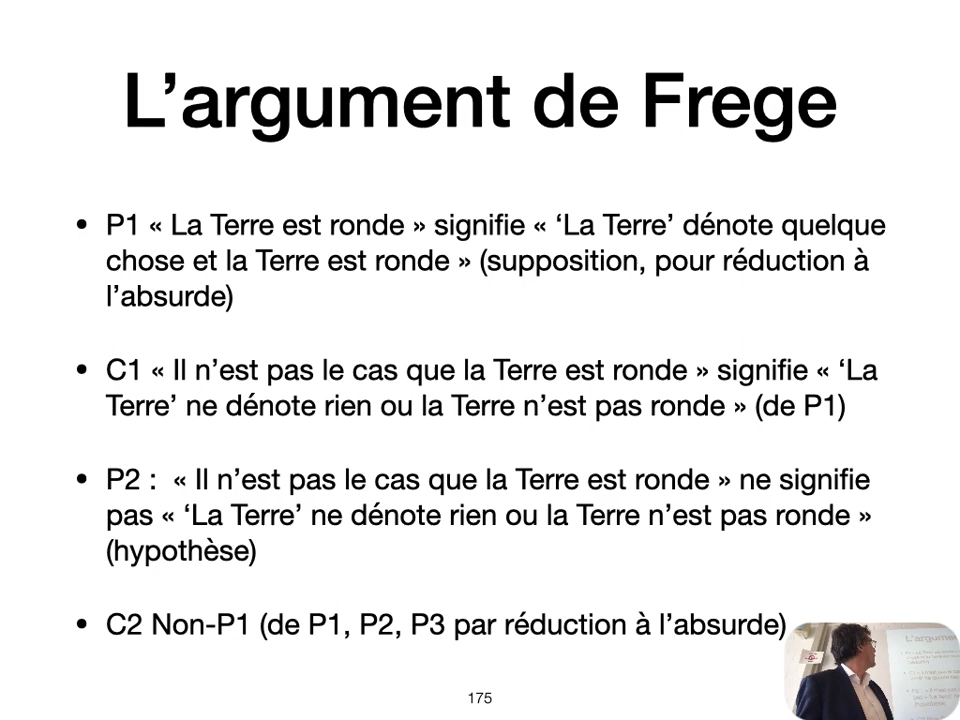 L’argument de Frege
• P1 « La Terre est ronde » signifie « ‘La Terre’ dénote quelque
chose et la Terre est ronde » (supposition, pour réduction à
l’absurde)
• C1 « Il n’est pas le cas que la Terre est ronde » signifie « ‘La
Terre’ ne dénote rien ou la Terre n’est pas ronde » (de P1)
• P2 : « Il n’est pas le cas que la Terre est ronde » ne signifie
pas « ‘La Terre’ ne dénote rien ou la Terre n’est pas ronde »
(hypothèse)
• C2 Non-P1 (de P1, P2, P3 par réduction à l’absurde)
175